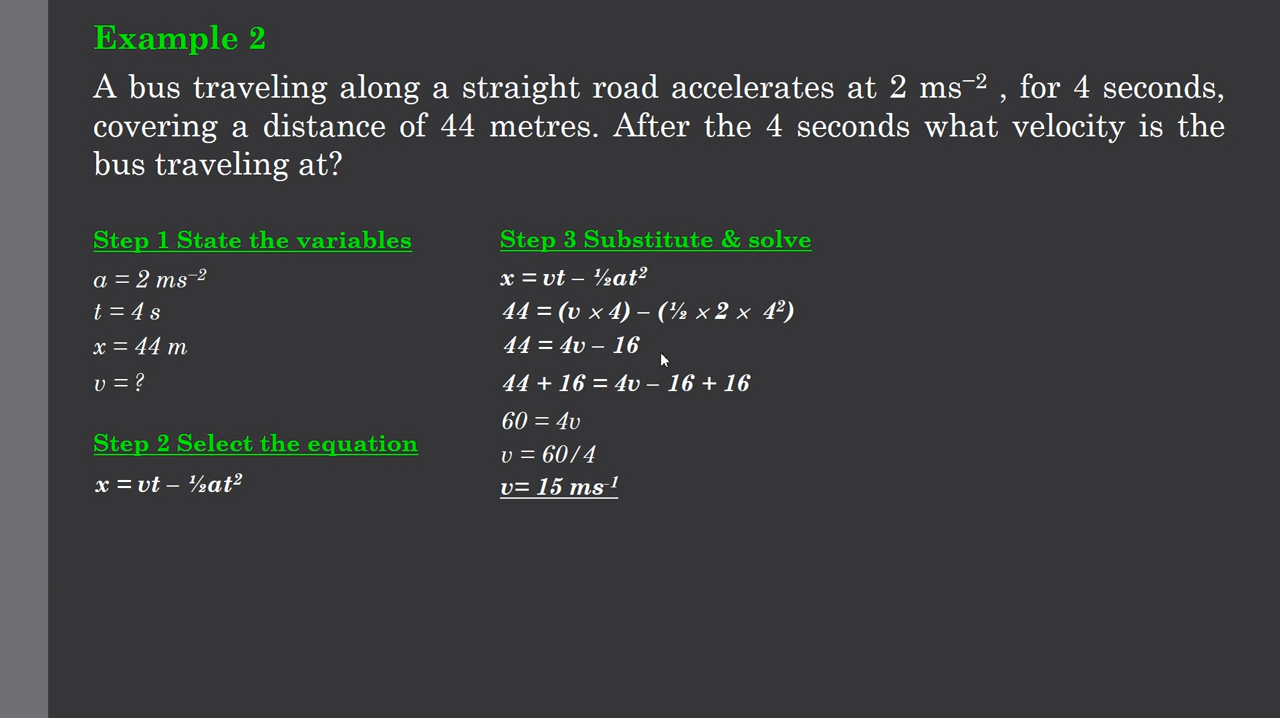 Example 2
A bus traveling along a straight road accelerates at 2 ms⁻² , for 4 seconds,
covering a distance of 44 metres. After the 4 seconds what velocity is the
bus traveling at?
Step 1 State the variables
a = 2 ms⁻²
t = 4 s
x = 44 m
v = ?
Step 2 Select the equation
x = vt – ½at²
Step 3 Substitute & solve
x = vt – ½at²
44 = (v × 4) – (½ × 2 × 4²)
44 = 4v – 16
44 + 16 = 4v – 16 + 16
60 = 4v
v = 60/4
v= 15 ms⁻¹